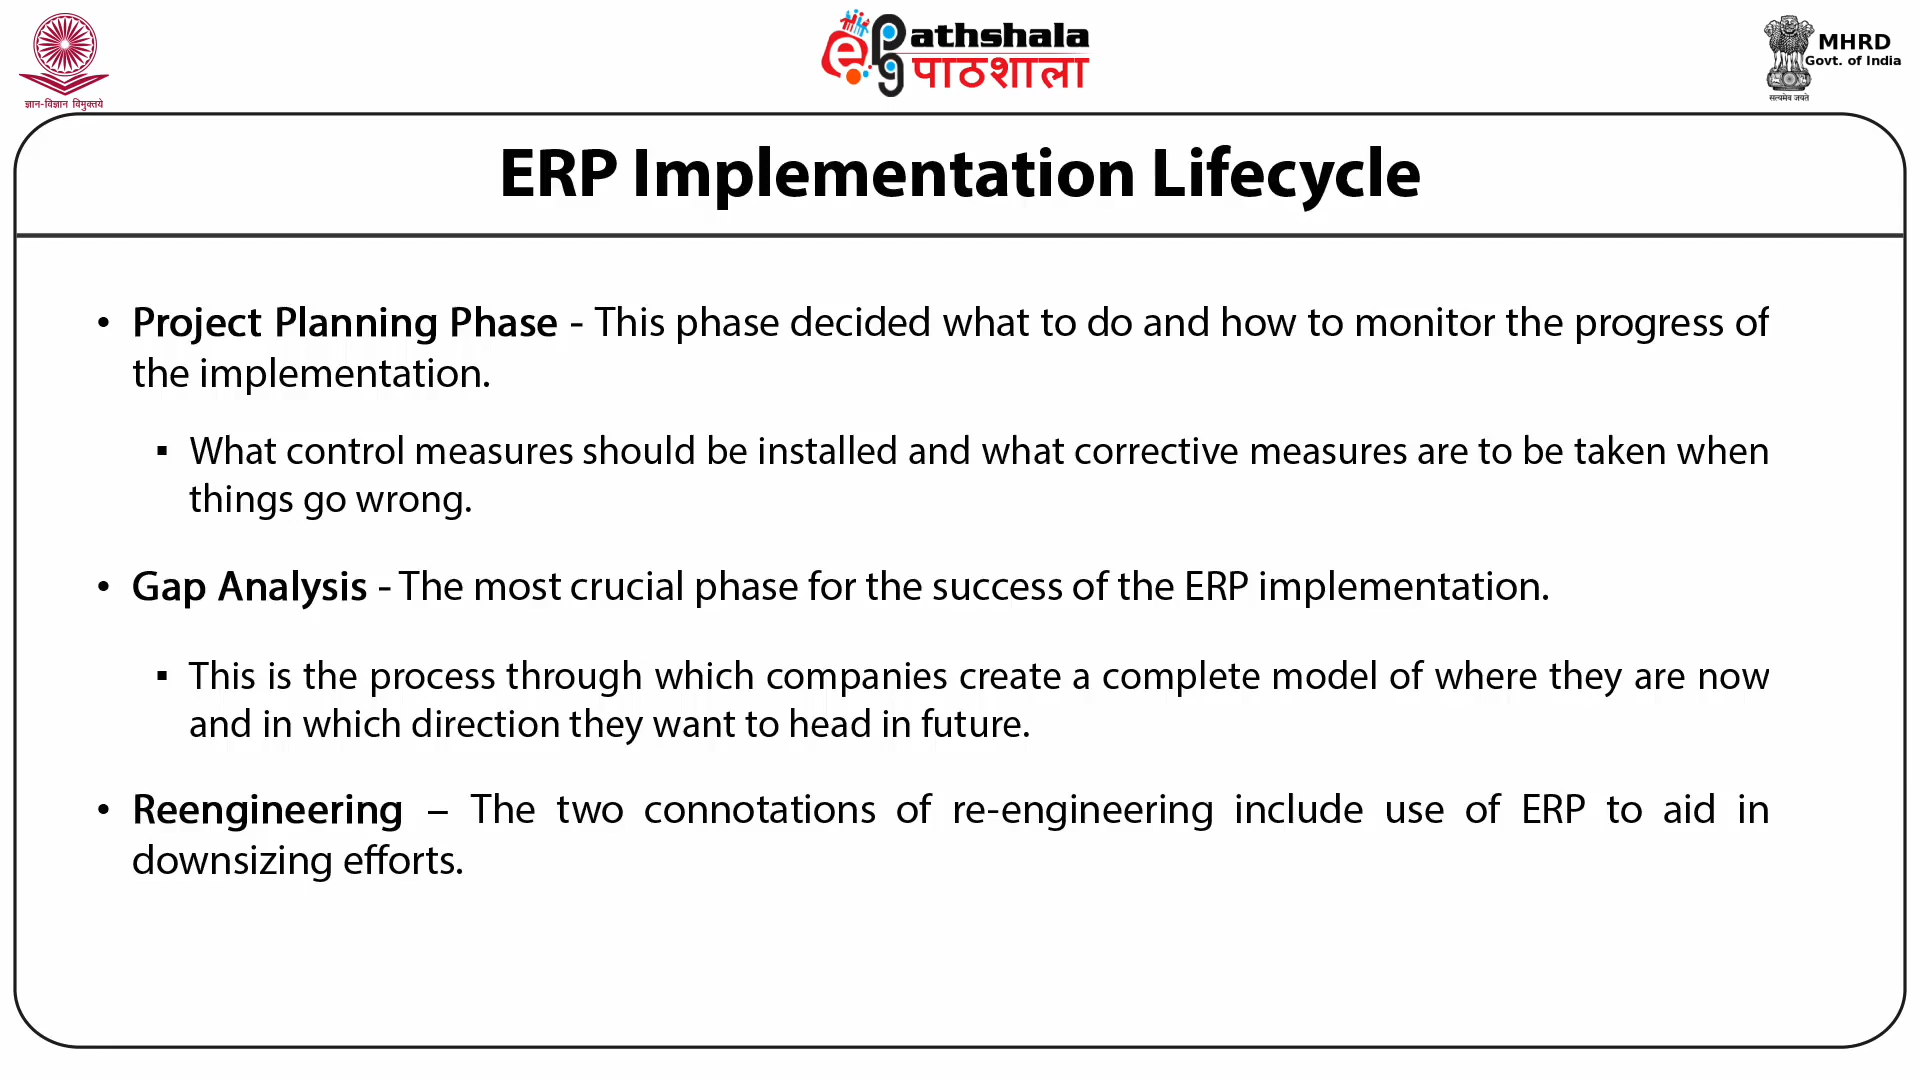 ज्ञान-विज्ञान विमुक्तये
e Pg athshala
पाठशाला
MHRD
Govt. of India
सत्यमेव जयते
ERP Implementation Lifecycle
• Project Planning Phase - This phase decided what to do and how to monitor the progress of
the implementation.
▪ What control measures should be installed and what corrective measures are to be taken when
things go wrong.
• Gap Analysis - The most crucial phase for the success of the ERP implementation.
▪ This is the process through which companies create a complete model of where they are now
and in which direction they want to head in future.
• Reengineering – The two connotations of re-engineering include use of ERP to aid in
downsizing efforts.